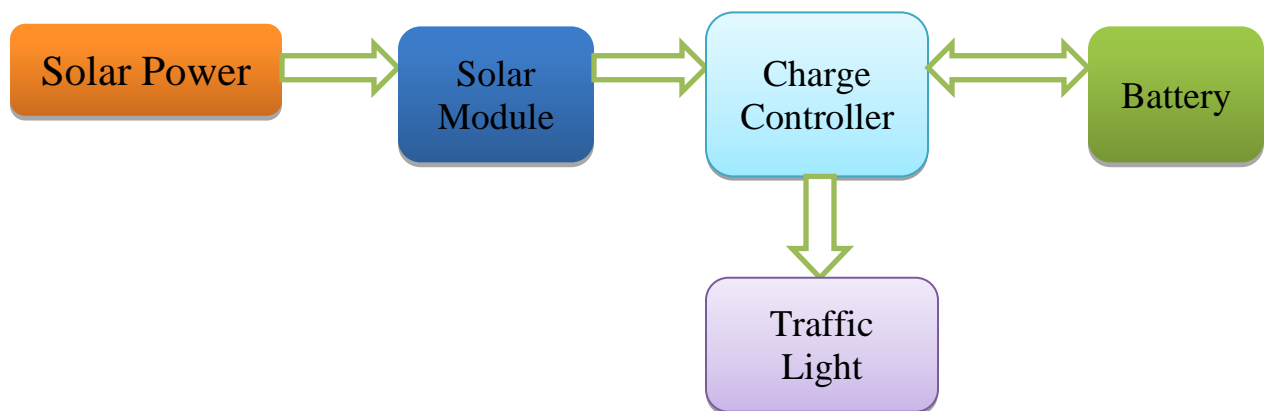 Solar Power
Solar
Module
Charge
Controller
Battery
Traffic
Light